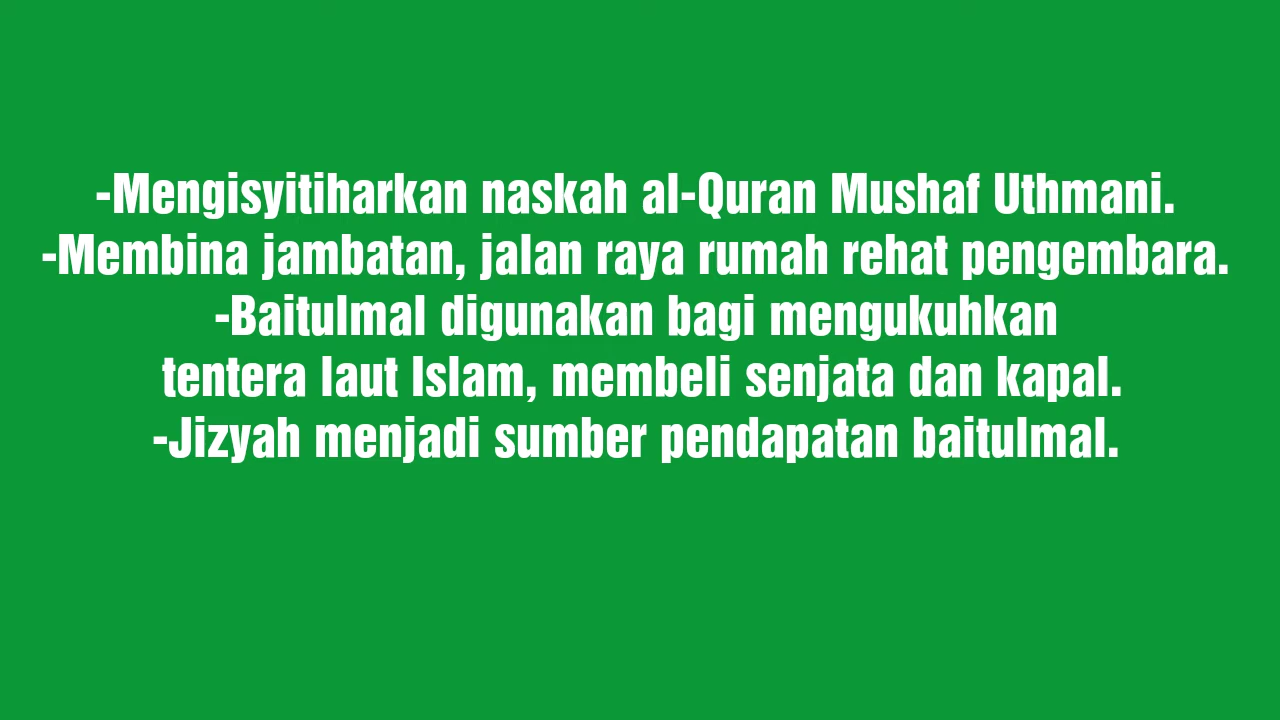 -Mengisyitiharkan naskah al-Quran Mushaf Uthmani.
-Membina jambatan, jalan raya rumah rehat pengembara.
-Baitulmal digunakan bagi mengukuhkan
tentera laut Islam, membeli senjata dan kapal.
-Jizyah menjadi sumber pendapatan baitulmal.